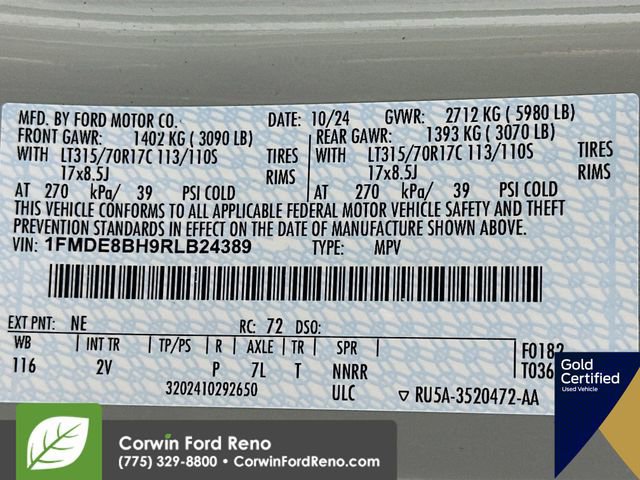 MFD. BY FORD MOTOR CO. DATE: 10/24 GVWR: 2712 KG ( 5980 LB)
FRONT GAWR: 1402 KG ( 3090 LB) REAR GAWR: 1393 KG ( 3070 LB)
WITH LT315/70R17C 113/110S TIRES WITH LT315/70R17C 113/110S TIRES
17x8.5J RIMS 17x8.5J RIMS
AT 270 kPa/ 39 PSI COLD AT 270 kPa/ 39 PSI COLD
THIS VEHICLE CONFORMS TO ALL APPLICABLE FEDERAL MOTOR VEHICLE SAFETY AND THEFT
PREVENTION STANDARDS IN EFFECT ON THE DATE OF MANUFACTURE SHOWN ABOVE.
VIN: 1FMDE8BH9RLB24389 TYPE: MPV
EXT PNT: NE RC: 72 DSO:
WB INT TR TP/PS R AXLE TR SPR F0182
116 2V P 7L T NNRR T036
3202410292650 ULC RU5A-3520472-AA
Gold
Certified
Used Vehicle
Corwin Ford Reno
(775) 329-8800 • CorwinFordReno.com